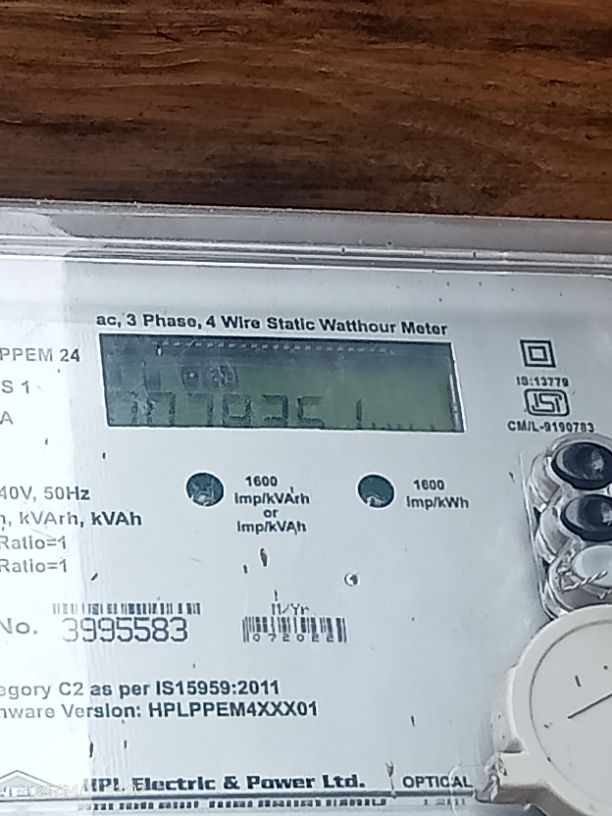 ac, 3 Phase, 4 Wire Static Watthour Meter
PPEM 24
S 1
A
IS:13779
ISI
CM/L-9190783
1600
Imp/kVArh
or
Imp/kVAh
1600
Imp/kWh
40V, 50Hz
h, kVArh, kVAh
Ratio=1
Ratio=1
M/Yr.
No. 3995583
072022
egory C2 as per IS15959:2011
mware Version: HPLPPEM4XXX01
HPL Electric & Power Ltd.
OPTICAL